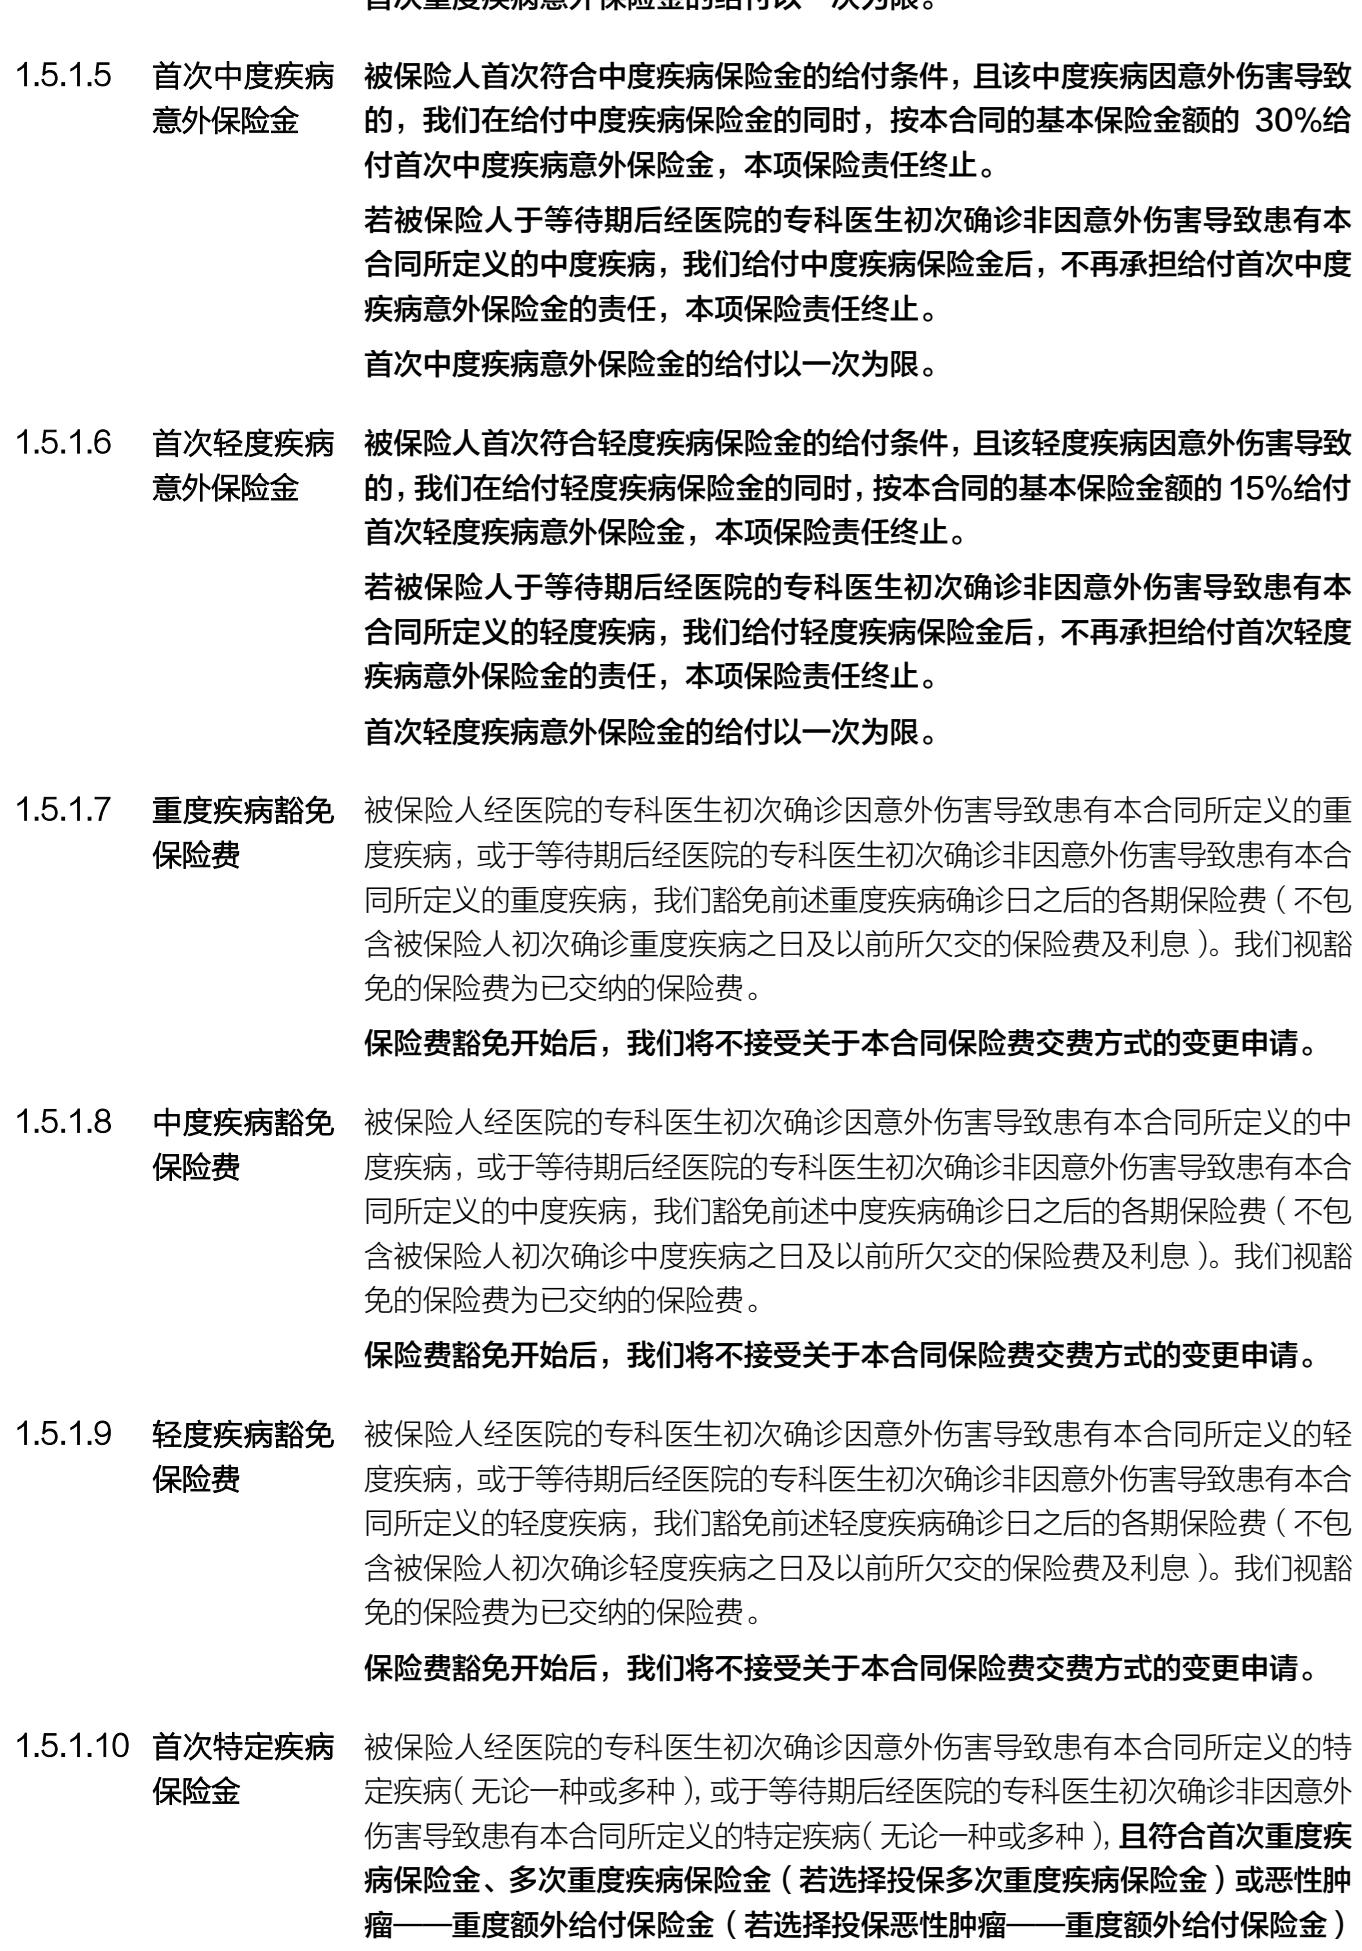 首次重度疾病意外保险金的给付以一次为限。
1.5.1.5 首次中度疾病 被保险人首次符合中度疾病保险金的给付条件，且该中度疾病因意外伤害导致
意外保险金 的，我们在给付中度疾病保险金的同时，按本合同的基本保险金额的 30%给
付首次中度疾病意外保险金，本项保险责任终止。
若被保险人于等待期后经医院的专科医生初次确诊非因意外伤害导致患有本
合同所定义的中度疾病，我们给付中度疾病保险金后，不再承担给付首次中度
疾病意外保险金的责任，本项保险责任终止。
首次中度疾病意外保险金的给付以一次为限。
1.5.1.6 首次轻度疾病 被保险人首次符合轻度疾病保险金的给付条件，且该轻度疾病因意外伤害导致
意外保险金 的，我们在给付轻度疾病保险金的同时，按本合同的基本保险金额的 15%给付
首次轻度疾病意外保险金，本项保险责任终止。
若被保险人于等待期后经医院的专科医生初次确诊非因意外伤害导致患有本
合同所定义的轻度疾病，我们给付轻度疾病保险金后，不再承担给付首次轻度
疾病意外保险金的责任，本项保险责任终止。
首次轻度疾病意外保险金的给付以一次为限。
1.5.1.7 重度疾病豁免 被保险人经医院的专科医生初次确诊因意外伤害导致患有本合同所定义的重
保险费 度疾病，或于等待期后经医院的专科医生初次确诊非因意外伤害导致患有本合
同所定义的重度疾病，我们豁免前述重度疾病确诊日之后的各期保险费（不包
含被保险人初次确诊重度疾病之日及以前所欠交的保险费及利息）。我们视豁
免的保险费为已交纳的保险费。
保险费豁免开始后，我们将不接受关于本合同保险费交费方式的变更申请。
1.5.1.8 中度疾病豁免 被保险人经医院的专科医生初次确诊因意外伤害导致患有本合同所定义的中
保险费 度疾病，或于等待期后经医院的专科医生初次确诊非因意外伤害导致患有本合
同所定义的中度疾病，我们豁免前述中度疾病确诊日之后的各期保险费（不包
含被保险人初次确诊中度疾病之日及以前所欠交的保险费及利息）。我们视豁
免的保险费为已交纳的保险费。
保险费豁免开始后，我们将不接受关于本合同保险费交费方式的变更申请。
1.5.1.9 轻度疾病豁免 被保险人经医院的专科医生初次确诊因意外伤害导致患有本合同所定义的轻
保险费 度疾病，或于等待期后经医院的专科医生初次确诊非因意外伤害导致患有本合
同所定义的轻度疾病，我们豁免前述轻度疾病确诊日之后的各期保险费（不包
含被保险人初次确诊轻度疾病之日及以前所欠交的保险费及利息）。我们视豁
免的保险费为已交纳的保险费。
保险费豁免开始后，我们将不接受关于本合同保险费交费方式的变更申请。
1.5.1.10 首次特定疾病 被保险人经医院的专科医生初次确诊因意外伤害导致患有本合同所定义的特
保险金 定疾病（无论一种或多种），或于等待期后经医院的专科医生初次确诊非因意外
伤害导致患有本合同所定义的特定疾病（无论一种或多种），且符合首次重度疾
病保险金、多次重度疾病保险金（若选择投保多次重度疾病保险金）或恶性肿
瘤——重度额外给付保险金（若选择投保恶性肿瘤——重度额外给付保险金）